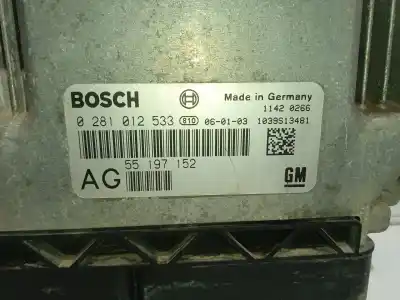 BOSCH
Made in Germany
1142 0266
0 281 012 533 81D 06-01-03 1039S13481
55 197 152
AG
GM